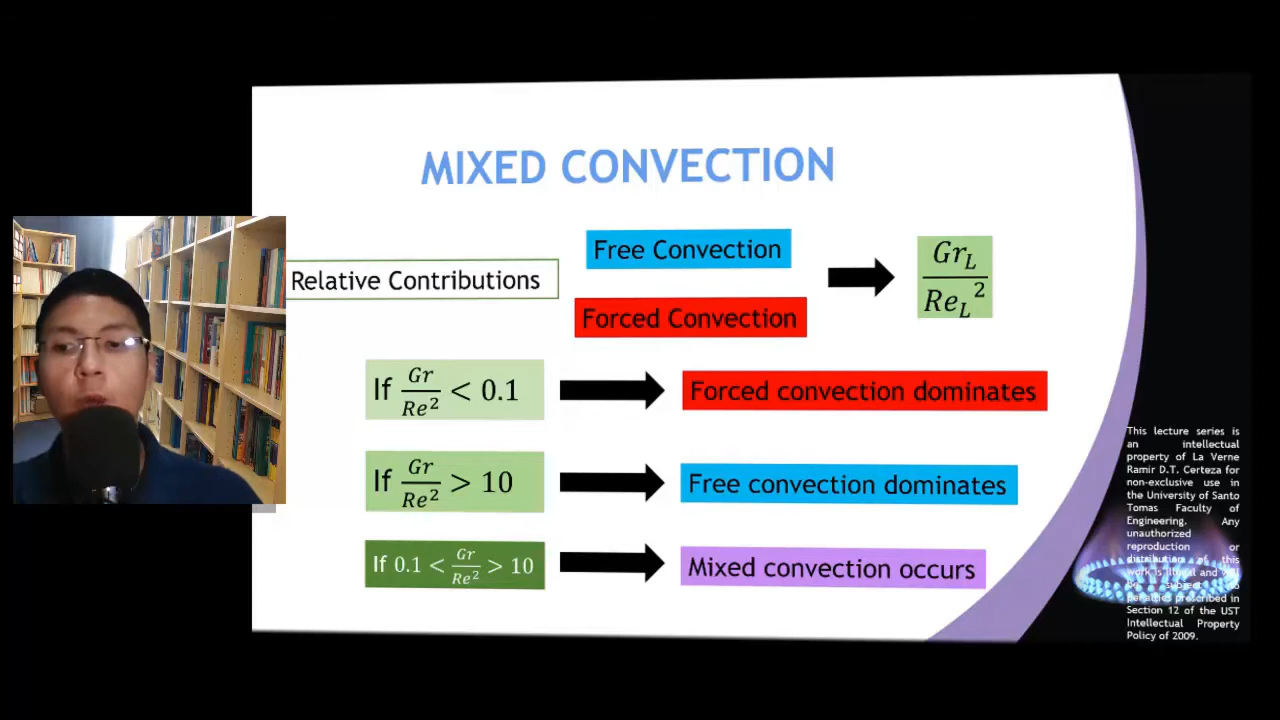 MIXED CONVECTION
Relative Contributions
Free Convection
Forced Convection
Gr_L
Re_L²
If Gr/Re² < 0.1
Forced convection dominates
If Gr/Re² > 10
Free convection dominates
If 0.1 < Gr/Re² > 10
Mixed convection occurs
This lecture series is
an intellectual
property of La Verne
Ramir D.T. Certeza for
non-exclusive use in
the University of Santo
Tomas Faculty of
Engineering. Any
unauthorized
reproduction or
distribution of this
work is illegal and will
be subject to
penalties prescribed in
Section 12 of the UST
Intellectual Property
Policy of 2009.